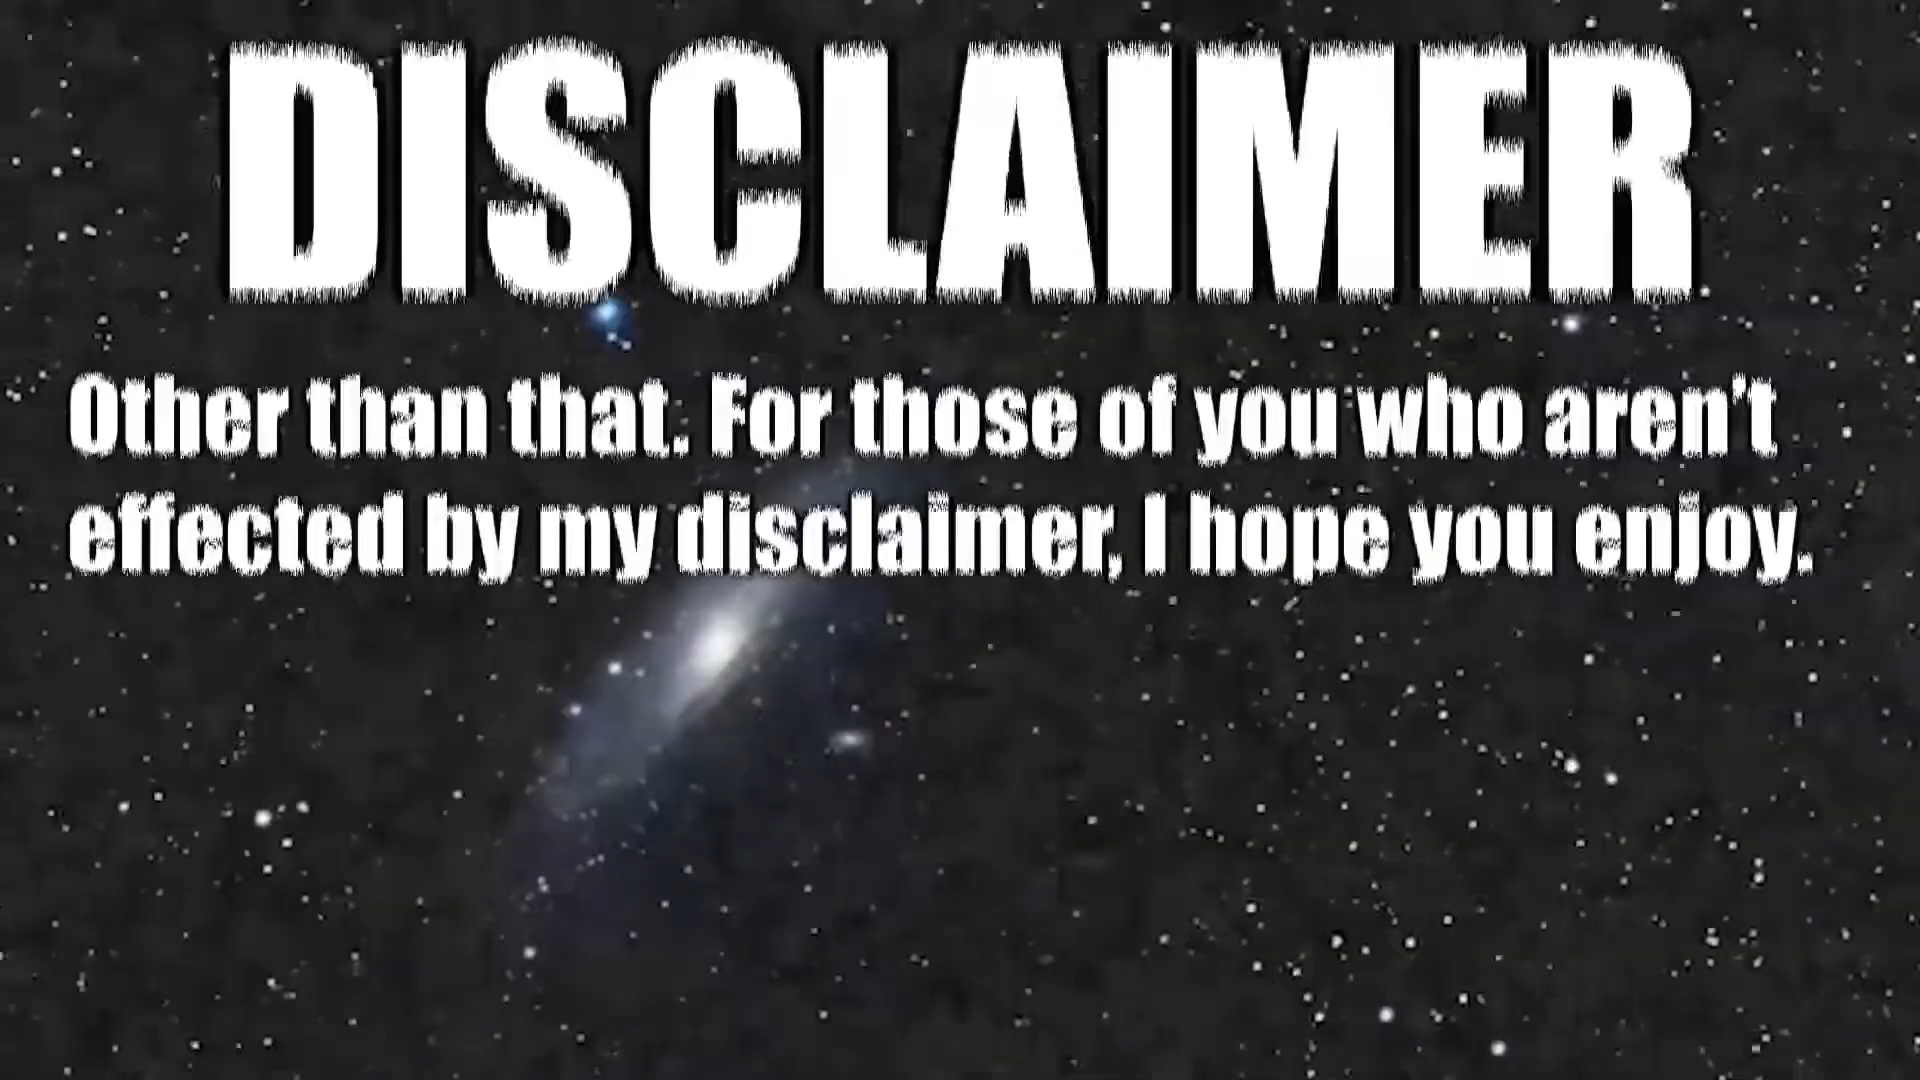 DISCLAIMER
Other than that. For those of you who aren't
effected by my disclaimer, I hope you enjoy.